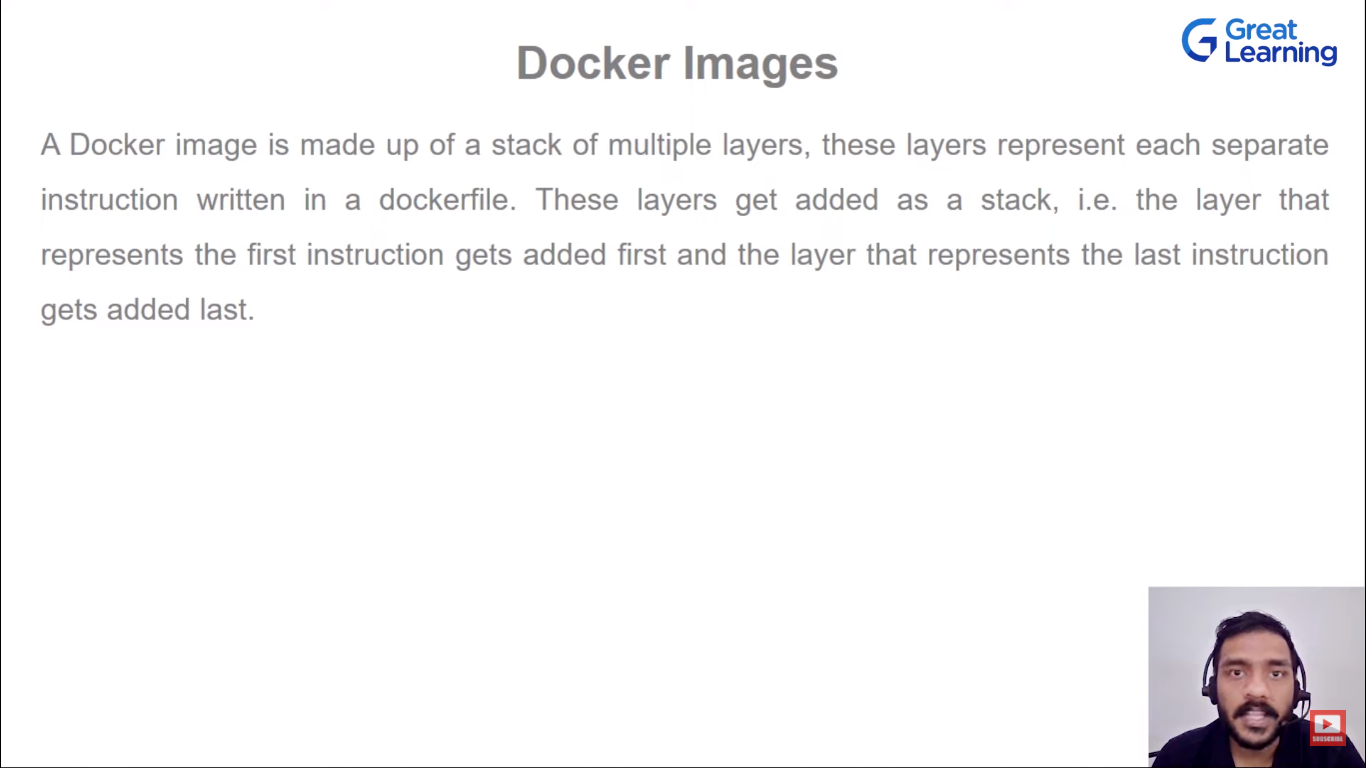 Great
Learning
Docker Images
A Docker image is made up of a stack of multiple layers, these layers represent each separate
instruction written in a dockerfile. These layers get added as a stack, i.e. the layer that
represents the first instruction gets added first and the layer that represents the last instruction
gets added last.
SUBSCRIBE